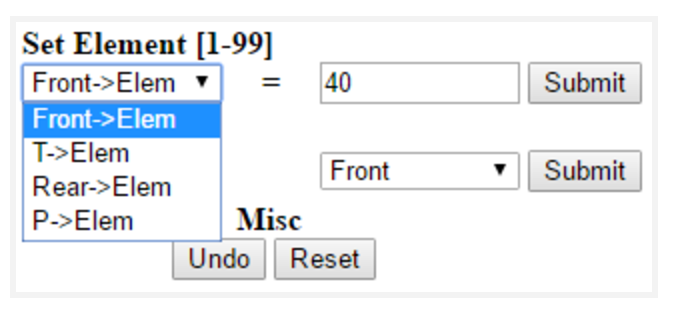 Set Element [1-99]
Front->Elem = 40 Submit
Front->Elem
T->Elem
Front Submit
Rear->Elem
P->Elem
Misc
Undo Reset